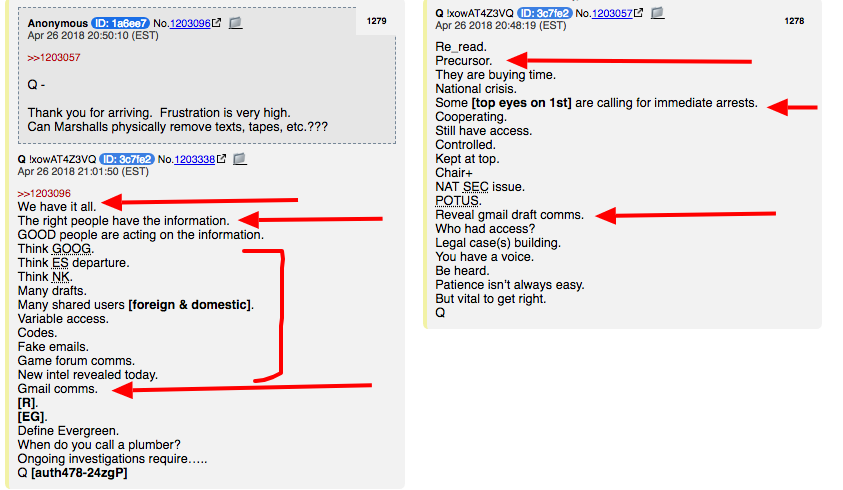 Anonymous ID: 1a6ee7 No.1203096
1279
Apr 26 2018 20:50:10 (EST)
>>1203057
Q -
Thank you for arriving.  Frustration is very high.
Can Marshalls physically remove texts, tapes, etc.???
Q !xowAT4Z3VQ ID: 3c7fe2 No.1203338
Apr 26 2018 21:01:50 (EST)
>>1203096
We have it all.
The right people have the information.
GOOD people are acting on the information.
Think GOOG.
Think ES departure.
Think NK.
Many drafts.
Many shared users [foreign & domestic].
Variable access.
Codes.
Fake emails.
Game forum comms.
New intel revealed today.
Gmail comms.
[R].
[EG].
Define Evergreen.
When do you call a plumber?
Ongoing investigations require…..
Q [auth478-24zgP]
Q !xowAT4Z3VQ ID: 3c7fe2 No.1203057
1278
Apr 26 2018 20:48:19 (EST)
Re_read.
Precursor.
They are buying time.
National crisis.
Some [top eyes on 1st] are calling for immediate arrests.
Cooperating.
Still have access.
Controlled.
Kept at top.
Chair+
NAT SEC issue.
POTUS.
Reveal gmail draft comms.
Who had access?
Legal case(s) building.
You have a voice.
Be heard.
Patience isn't always easy.
But vital to get right.
Q